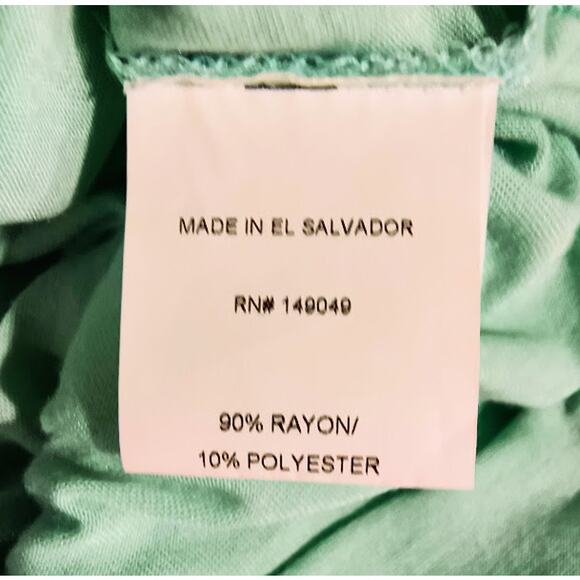 MADE IN EL SALVADOR
RN# 149049
90% RAYON/
10% POLYESTER